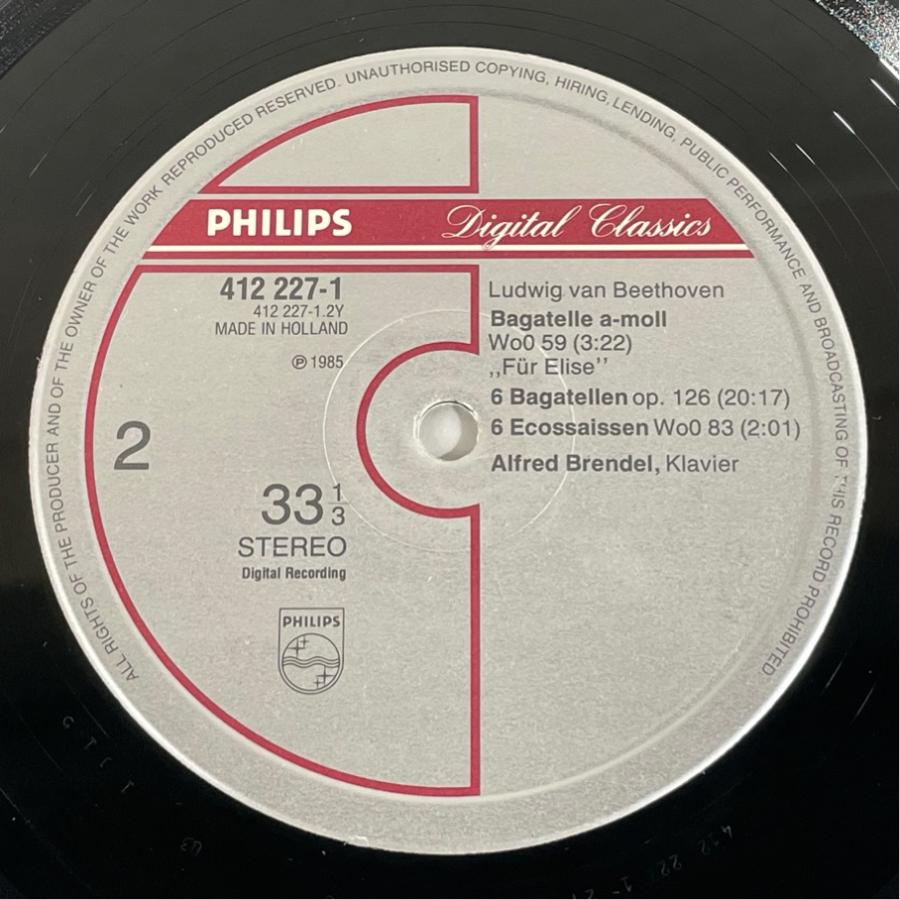 ALL RIGHTS OF THE PRODUCER AND OF THE OWNER OF THE WORK REPRODUCED RESERVED. UNAUTHORISED COPYING, HIRING, LENDING, PUBLIC PERFORMANCE AND BROADCASTING OF THIS RECORD PROHIBITED
PHILIPS Digital Classics
412 227-1
412 227-1.2Y
MADE IN HOLLAND
℗ 1985
2
33 1/3
STEREO
Digital Recording
PHILIPS
Ludwig van Beethoven
Bagatelle a-moll
Wo0 59 (3:22)
,,Für Elise’’
6 Bagatellen op. 126 (20:17)
6 Ecossaissen Wo0 83 (2:01)
Alfred Brendel, Klavier